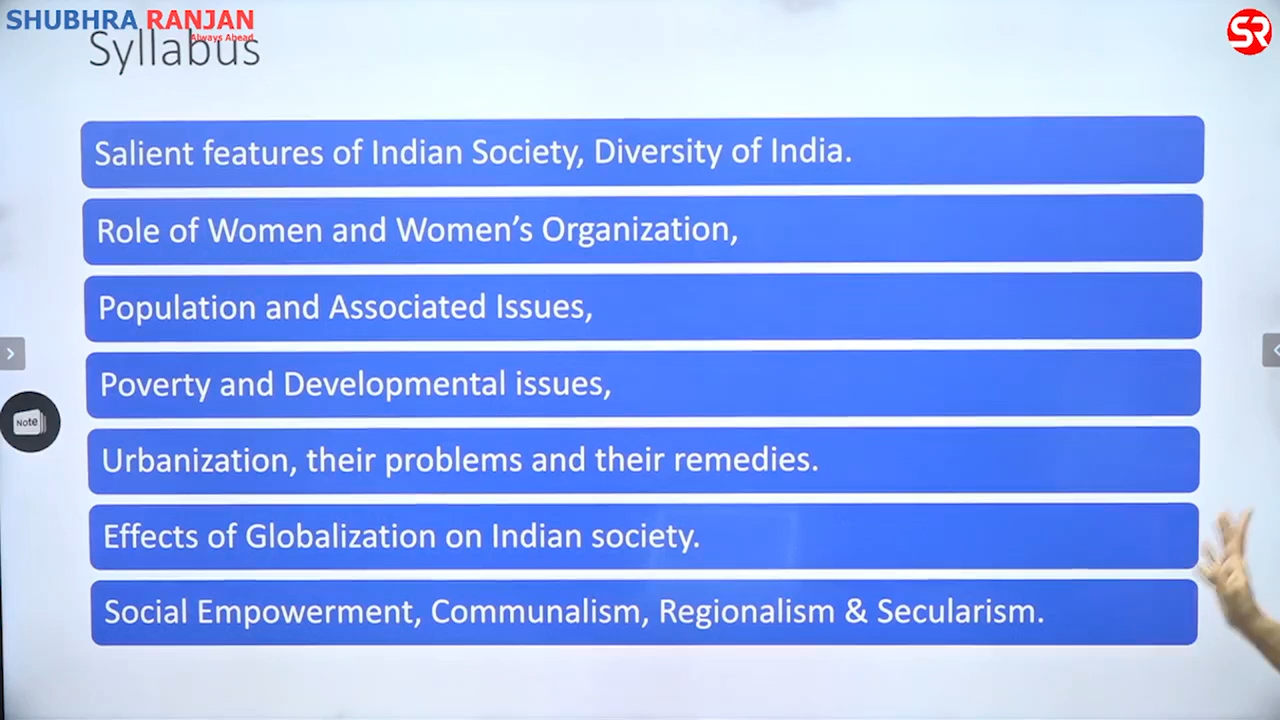 SHUBHRA RANJAN
Always Ahead
SR
Syllabus
Salient features of Indian Society, Diversity of India.
Role of Women and Women’s Organization,
Population and Associated Issues,
Poverty and Developmental issues,
Note
Urbanization, their problems and their remedies.
Effects of Globalization on Indian society.
Social Empowerment, Communalism, Regionalism & Secularism.